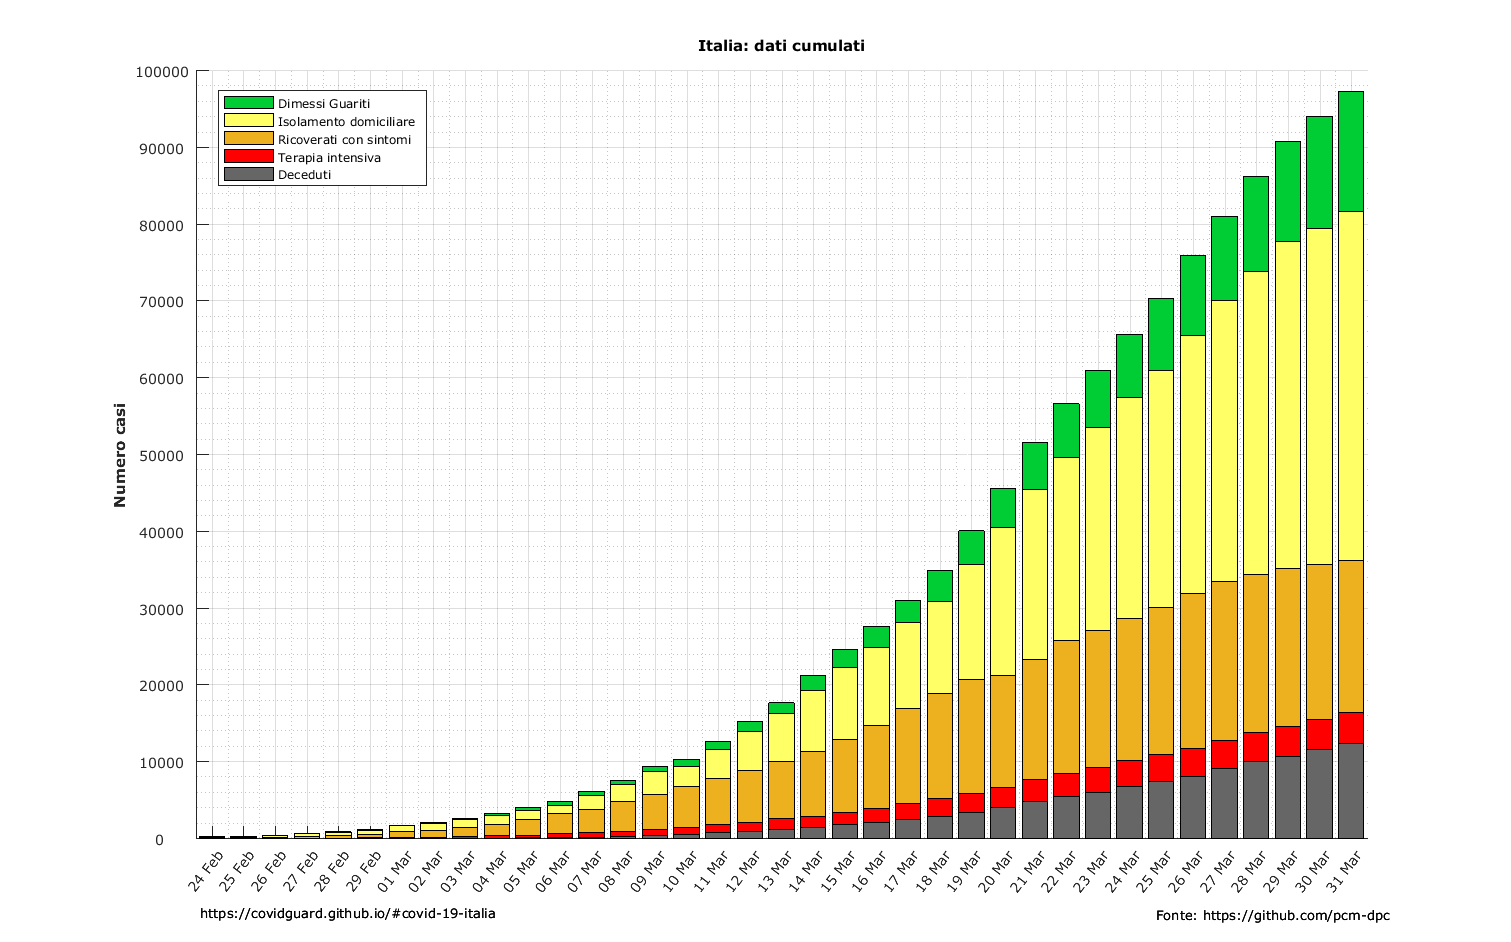 Italia: dati cumulati
100000
90000
80000
70000
60000
50000
40000
30000
20000
10000
0
Numero casi
Dimessi Guariti
Isolamento domiciliare
Ricoverati con sintomi
Terapia intensiva
Deceduti
24 Feb
25 Feb
26 Feb
27 Feb
28 Feb
29 Feb
01 Mar
02 Mar
03 Mar
04 Mar
05 Mar
06 Mar
07 Mar
08 Mar
09 Mar
10 Mar
11 Mar
12 Mar
13 Mar
14 Mar
15 Mar
16 Mar
17 Mar
18 Mar
19 Mar
20 Mar
21 Mar
22 Mar
23 Mar
24 Mar
25 Mar
26 Mar
27 Mar
28 Mar
29 Mar
30 Mar
31 Mar
https://covidguard.github.io/#covid-19-italia
Fonte: https://github.com/pcm-dpc